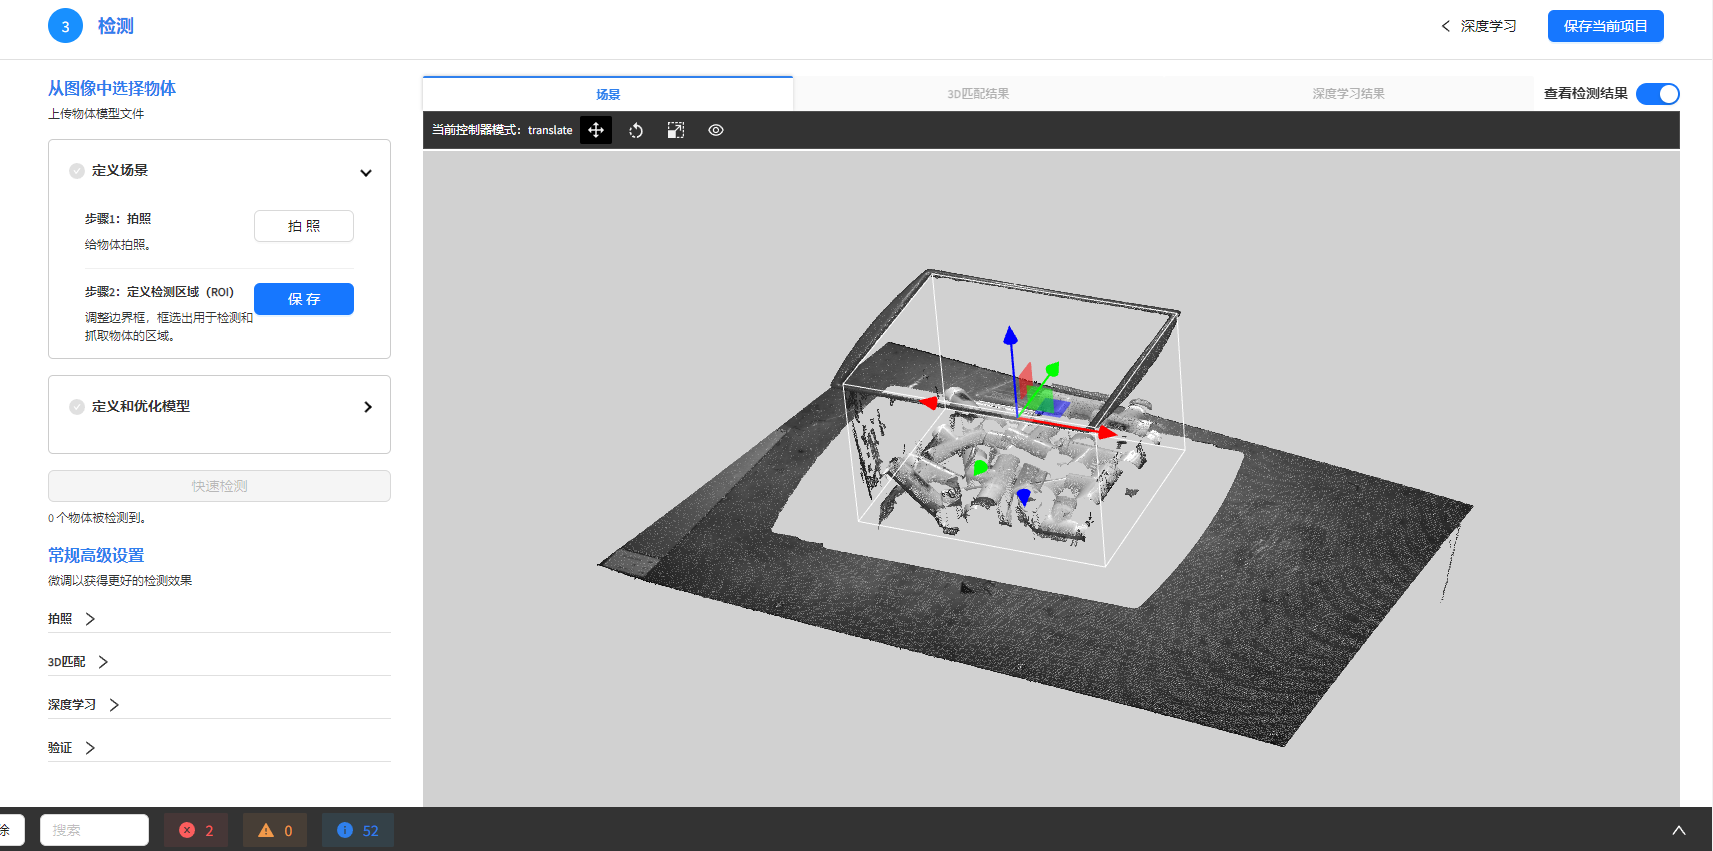 3 检测
深度学习
保存当前项目
从图像中选择物体
上传物体模型文件
定义场景
步骤1：拍照
给物体拍照。
拍 照
步骤2：定义检测区域（ROI）
调整边界框，框选出用于检测和
抓取物体的区域。
保 存
定义和优化模型
快速检测
0 个物体被检测到。
常规高级设置
微调以获得更好的检测效果
拍照
3D匹配
深度学习
验证
场景
3D匹配结果
深度学习结果
查看检测结果
当前控制器模式：translate
除
搜索
2
0
52